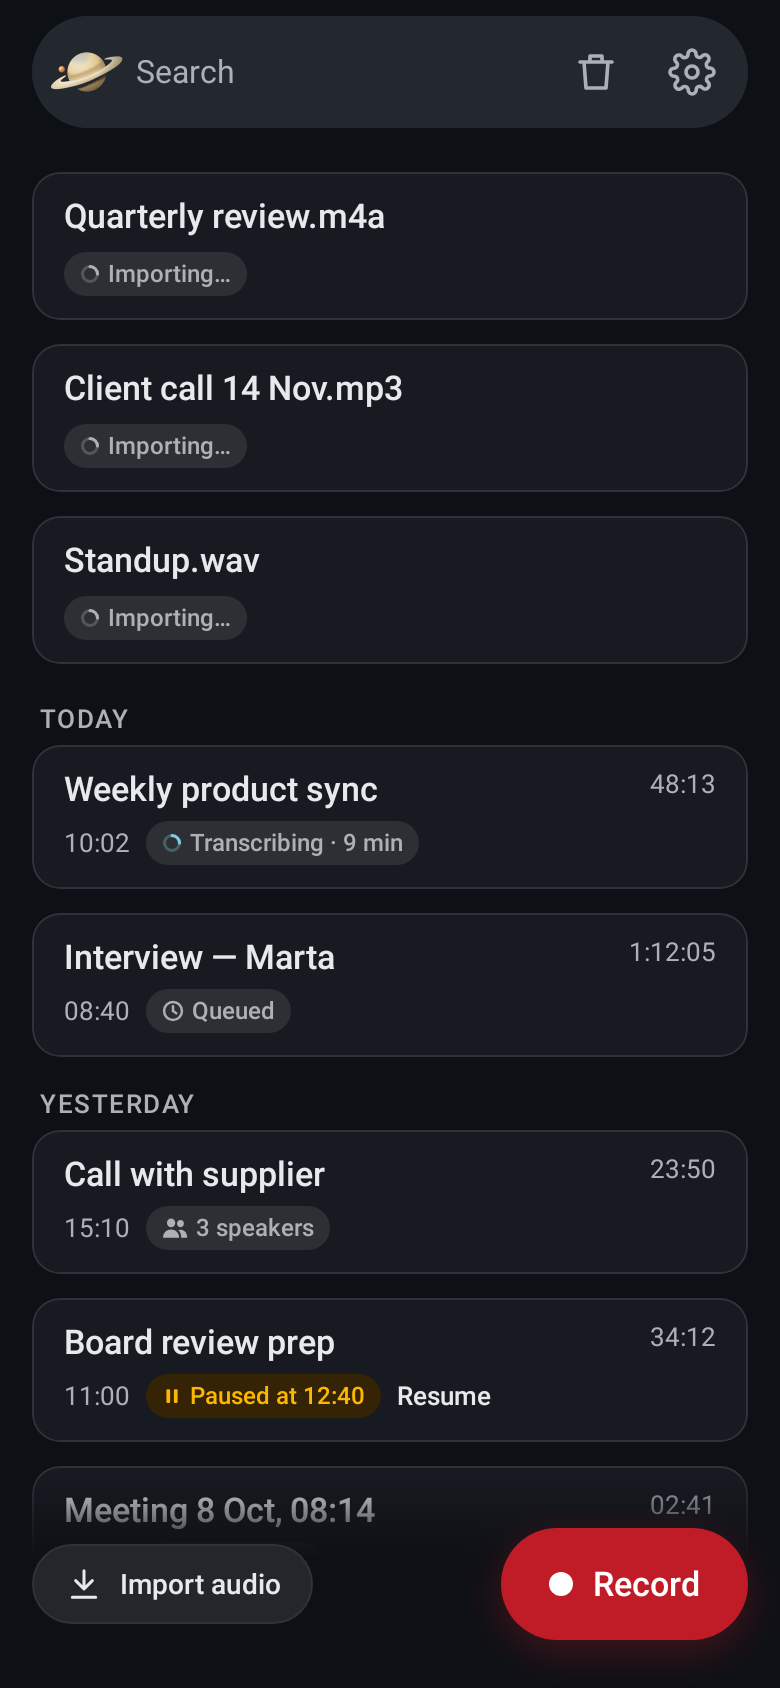 Search
Quarterly review.m4a
Importing...
Client call 14 Nov.mp3
Importing...
Standup.wav
Importing...
TODAY
Weekly product sync 48:13
10:02 Transcribing · 9 min
Interview — Marta 1:12:05
08:40 Queued
YESTERDAY
Call with supplier 23:50
15:10 3 speakers
Board review prep 34:12
11:00 Paused at 12:40 Resume
Meeting 8 Oct, 08:14 02:41
Import audio Record